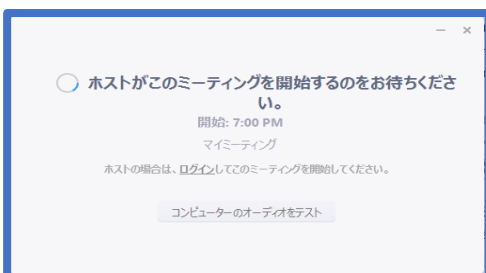 ホストがこのミーティングを開始するのをお待ちくださ
い。
開始: 7:00 PM
マイミーティング
ホストの場合は、ログインしてこのミーティングを開始してください。
コンピューターのオーディオをテスト